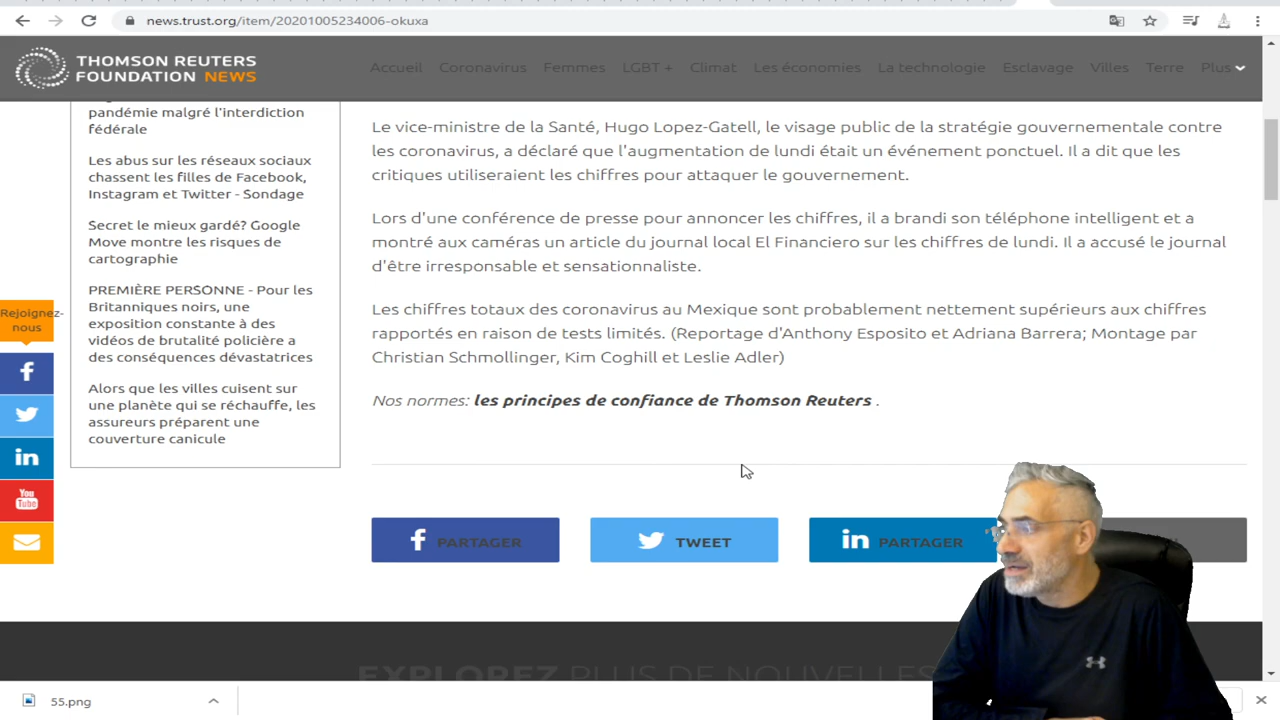 news.trust.org/item/20201005234006-okuxa
THOMSON REUTERS
FOUNDATION NEWS
Accueil Coronavirus Femmes LGBT + Climat Les économies La technologie Esclavage Villes Terre Plus
pandémie malgré l'interdiction
fédérale
Les abus sur les réseaux sociaux
chassent les filles de Facebook,
Instagram et Twitter - Sondage
Secret le mieux gardé? Google
Move montre les risques de
cartographie
PREMIÈRE PERSONNE - Pour les
Britanniques noirs, une
exposition constante à des
vidéos de brutalité policière a
des conséquences dévastatrices
Alors que les villes cuisent sur
une planète qui se réchauffe, les
assureurs préparent une
couverture canicule
Rejoignez-
nous
f
in
You
Tube
Le vice-ministre de la Santé, Hugo Lopez-Gatell, le visage public de la stratégie gouvernementale contre
les coronavirus, a déclaré que l'augmentation de lundi était un événement ponctuel. Il a dit que les
critiques utiliseraient les chiffres pour attaquer le gouvernement.
Lors d'une conférence de presse pour annoncer les chiffres, il a brandi son téléphone intelligent et a
montré aux caméras un article du journal local El Financiero sur les chiffres de lundi. Il a accusé le journal
d'être irresponsable et sensationnaliste.
Les chiffres totaux des coronavirus au Mexique sont probablement nettement supérieurs aux chiffres
rapportés en raison de tests limités. (Reportage d'Anthony Esposito et Adriana Barrera; Montage par
Christian Schmollinger, Kim Coghill et Leslie Adler)
Nos normes: les principes de confiance de Thomson Reuters .
f PARTAGER
TWEET
in PARTAGER
EXPLOREZ PLUS DE NOUVELLES
55.png